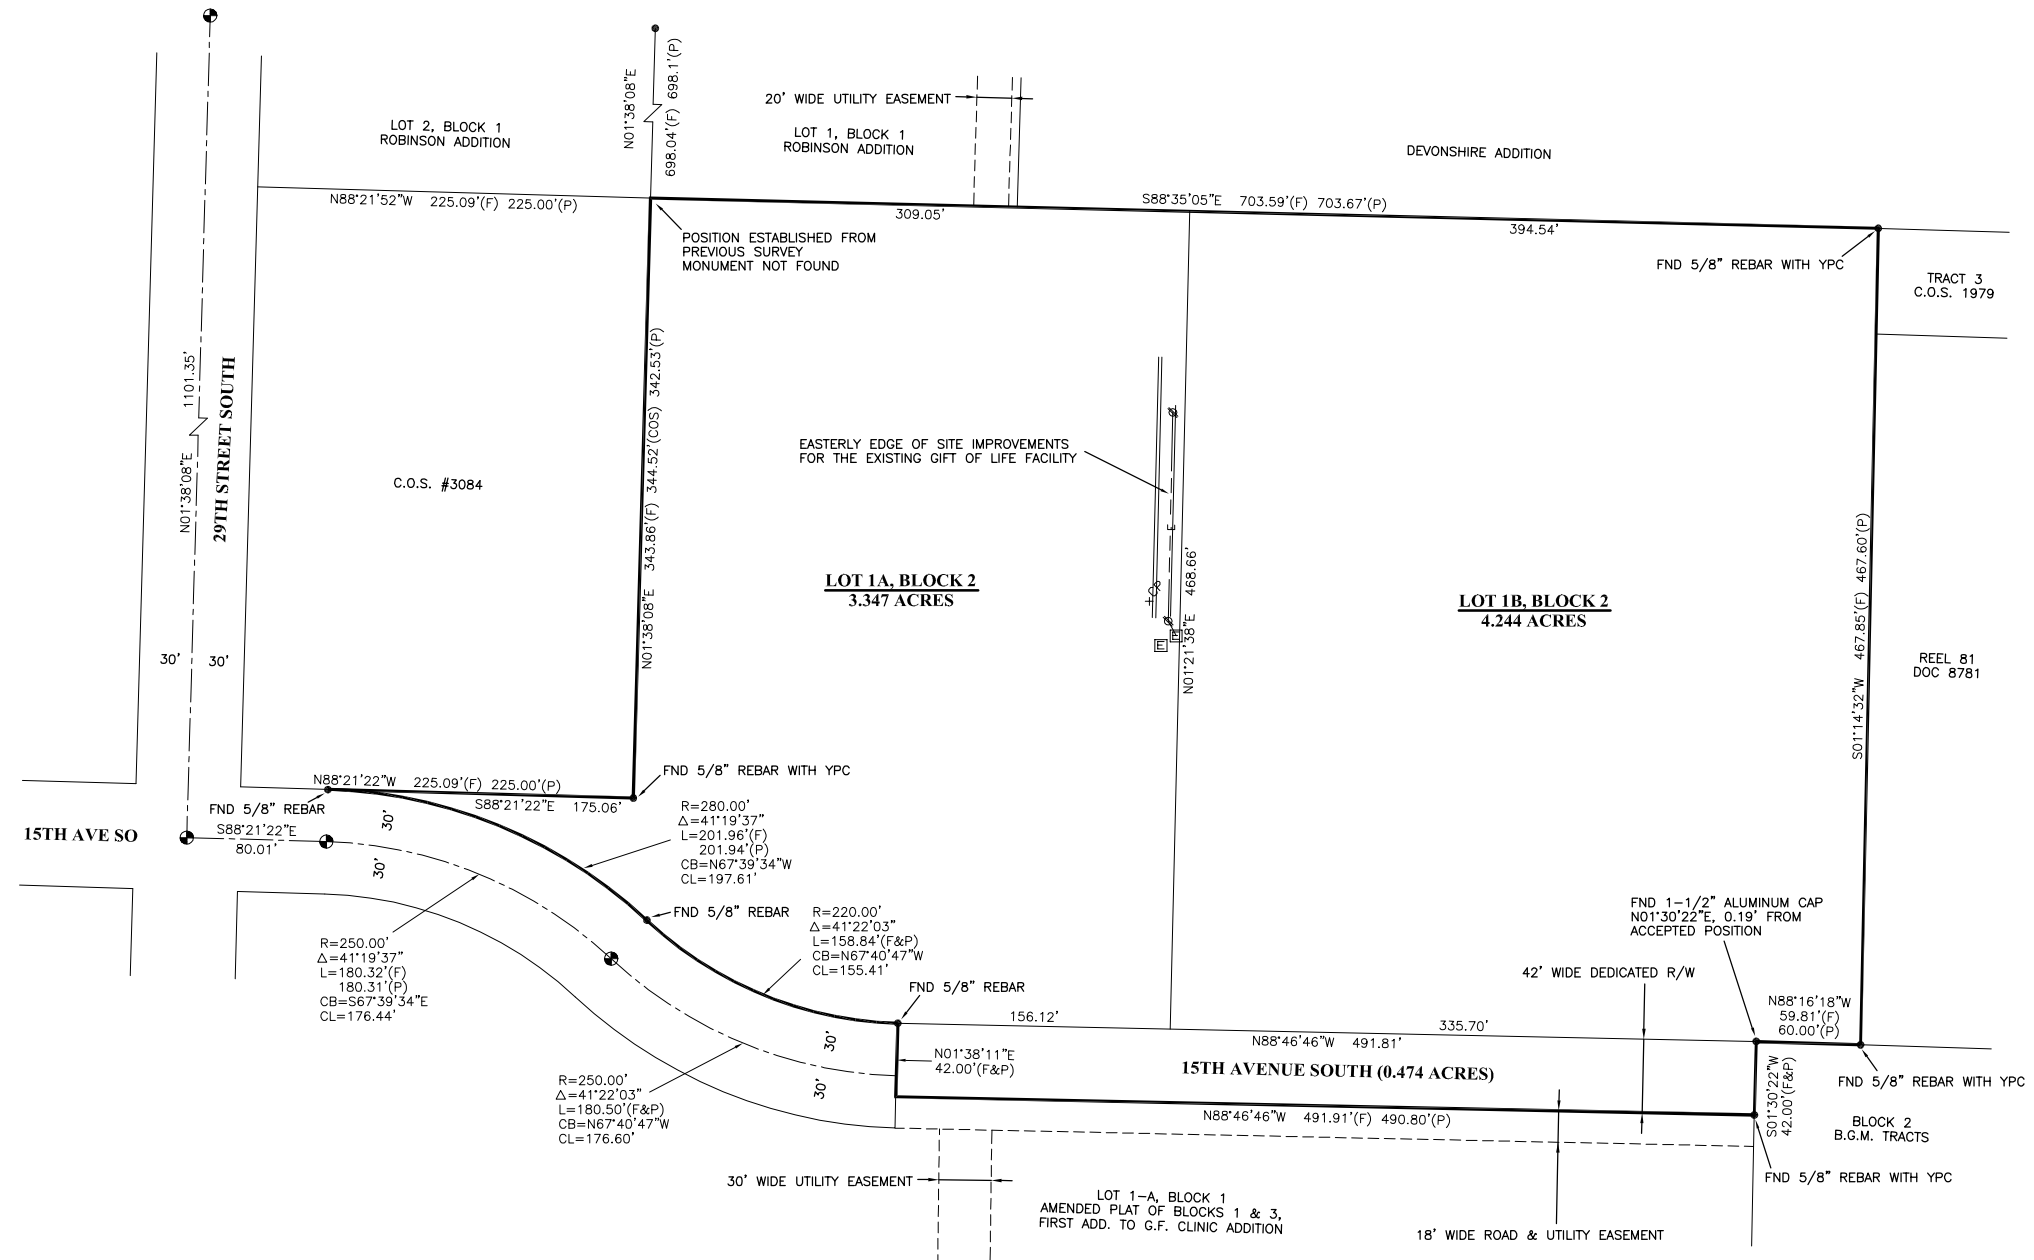 20' WIDE UTILITY EASEMENT
LOT 2, BLOCK 1
ROBINSON ADDITION
N01°38'08"E
698.04'(F) 698.1'(P)
LOT 1, BLOCK 1
ROBINSON ADDITION
DEVONSHIRE ADDITION
N88°21'52"W 225.09'(F) 225.00'(P)
S88°35'05"E 703.59'(F) 703.67'(P)
309.05'
394.54'
POSITION ESTABLISHED FROM
PREVIOUS SURVEY
MONUMENT NOT FOUND
FND 5/8" REBAR WITH YPC
TRACT 3
C.O.S. 1979
N01°38'08"E 1101.35'
29TH STREET SOUTH
N01°38'08"E 343.86'(F) 344.52'(COS) 342.53'(P)
C.O.S. #3084
EASTERLY EDGE OF SITE IMPROVEMENTS
FOR THE EXISTING GIFT OF LIFE FACILITY
E
CP
E
E
N01°21'38"E 468.66'
LOT 1A, BLOCK 2
3.347 ACRES
LOT 1B, BLOCK 2
4.244 ACRES
S01°14'32"W 467.85'(F) 467.60'(P)
REEL 81
DOC 8781
30'
30'
N88°21'22"W 225.09'(F) 225.00'(P)
S88°21'22"E 175.06'
FND 5/8" REBAR WITH YPC
FND 5/8" REBAR
15TH AVE SO
S88°21'22"E
80.01'
30'
30'
R=280.00'
Δ=41°19'37"
L=201.96'(F)
201.94'(P)
CB=N67°39'34"W
CL=197.61'
FND 5/8" REBAR
R=220.00'
Δ=41°22'03"
L=158.84'(F&P)
CB=N67°40'47"W
CL=155.41'
R=250.00'
Δ=41°19'37"
L=180.32'(F)
180.31'(P)
CB=S67°39'34"E
CL=176.44'
FND 5/8" REBAR
FND 1-1/2" ALUMINUM CAP
N01°30'22"E, 0.19' FROM
ACCEPTED POSITION
42' WIDE DEDICATED R/W
N88°16'18"W
59.81'(F)
60.00'(P)
156.12'
335.70'
N88°46'46"W 491.81'
30'
30'
N01°38'11"E
42.00'(F&P)
15TH AVENUE SOUTH (0.474 ACRES)
S01°30'22"W
42.00'(F&P)
FND 5/8" REBAR WITH YPC
R=250.00'
Δ=41°22'03"
L=180.50'(F&P)
CB=N67°40'47"W
CL=176.60'
N88°46'46"W 491.91'(F) 490.80'(P)
BLOCK 2
B.G.M. TRACTS
FND 5/8" REBAR WITH YPC
30' WIDE UTILITY EASEMENT
LOT 1-A, BLOCK 1
AMENDED PLAT OF BLOCKS 1 & 3,
FIRST ADD. TO G.F. CLINIC ADDITION
18' WIDE ROAD & UTILITY EASEMENT